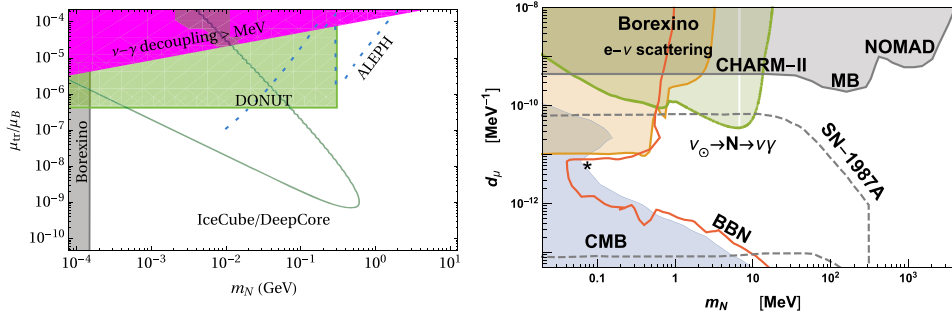 10⁻⁴
10⁻⁵
10⁻⁶
10⁻⁷
10⁻⁸
10⁻⁹
10⁻¹⁰
μtr/μB
ν−γ decoupling > MeV
ALEPH
DONUT
Borexino
IceCube/DeepCore
10⁻⁴ 10⁻³ 10⁻² 10⁻¹ 10⁰ 10¹
mN (GeV)
10⁻¹⁰
10⁻¹²
dμ [MeV⁻¹]
Borexino
e−ν scattering
CHARM−II
NOMAD
MB
ν⊙→N→νγ
SN−1987A
*
BBN
CMB
0.1 1 10 10² 10³
mN [MeV]